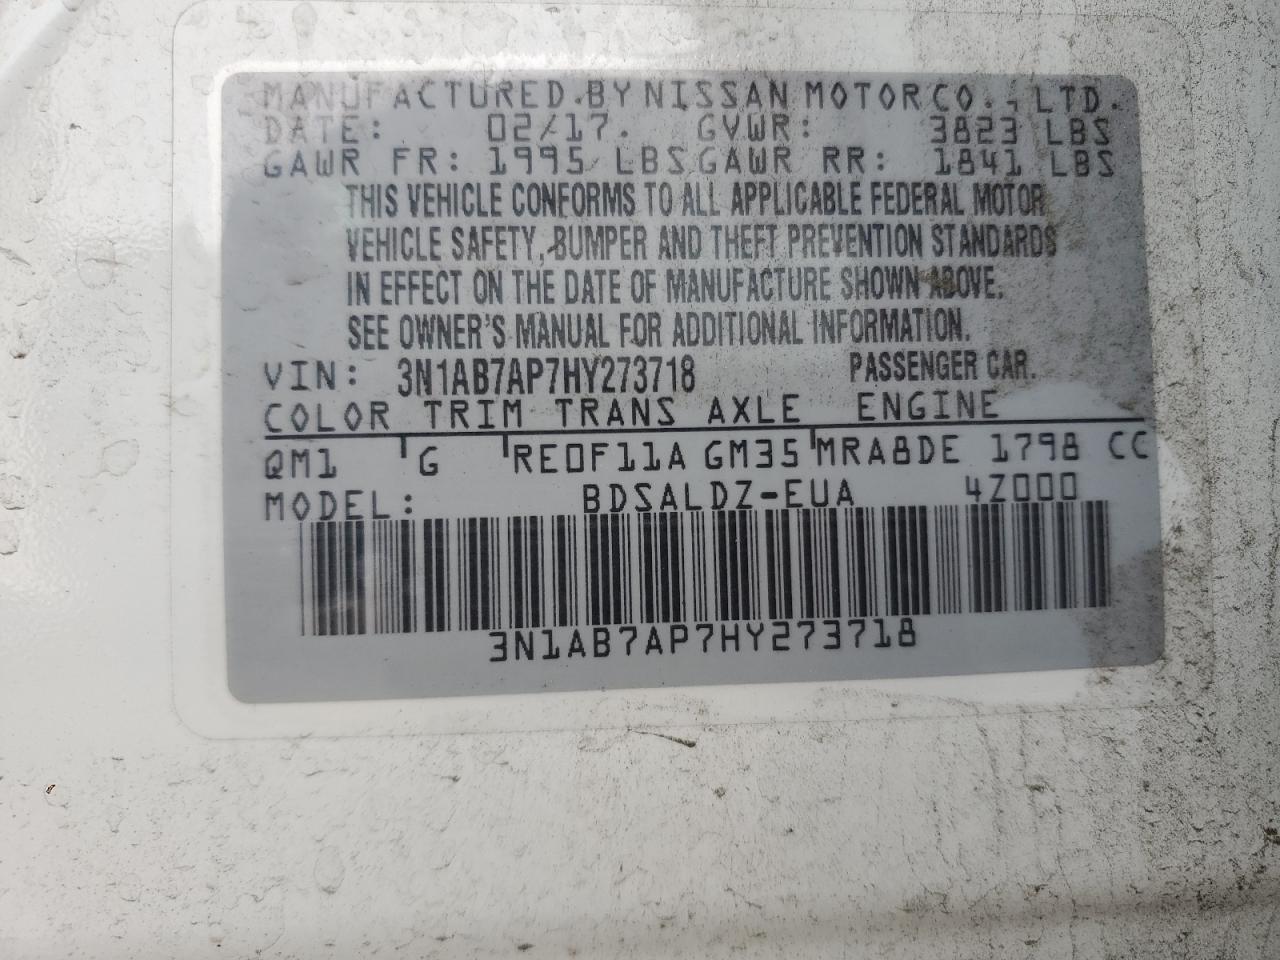 MANUFACTURED BY NISSAN MOTOR CO., LTD.
DATE: 02/17. GVWR: 3823 LBS
GAWR FR: 1995 LBS GAWR RR: 1841 LBS
THIS VEHICLE CONFORMS TO ALL APPLICABLE FEDERAL MOTOR
VEHICLE SAFETY, BUMPER AND THEFT PREVENTION STANDARDS
IN EFFECT ON THE DATE OF MANUFACTURE SHOWN ABOVE.
SEE OWNER'S MANUAL FOR ADDITIONAL INFORMATION.
VIN: 3N1AB7AP7HY273718 PASSENGER CAR.
COLOR TRIM TRANS AXLE ENGINE
QM1 G RE0F11A GM35 MRA8DE 1798 CC
MODEL: BDSALDZ-EUA 4Z000
3N1AB7AP7HY273718